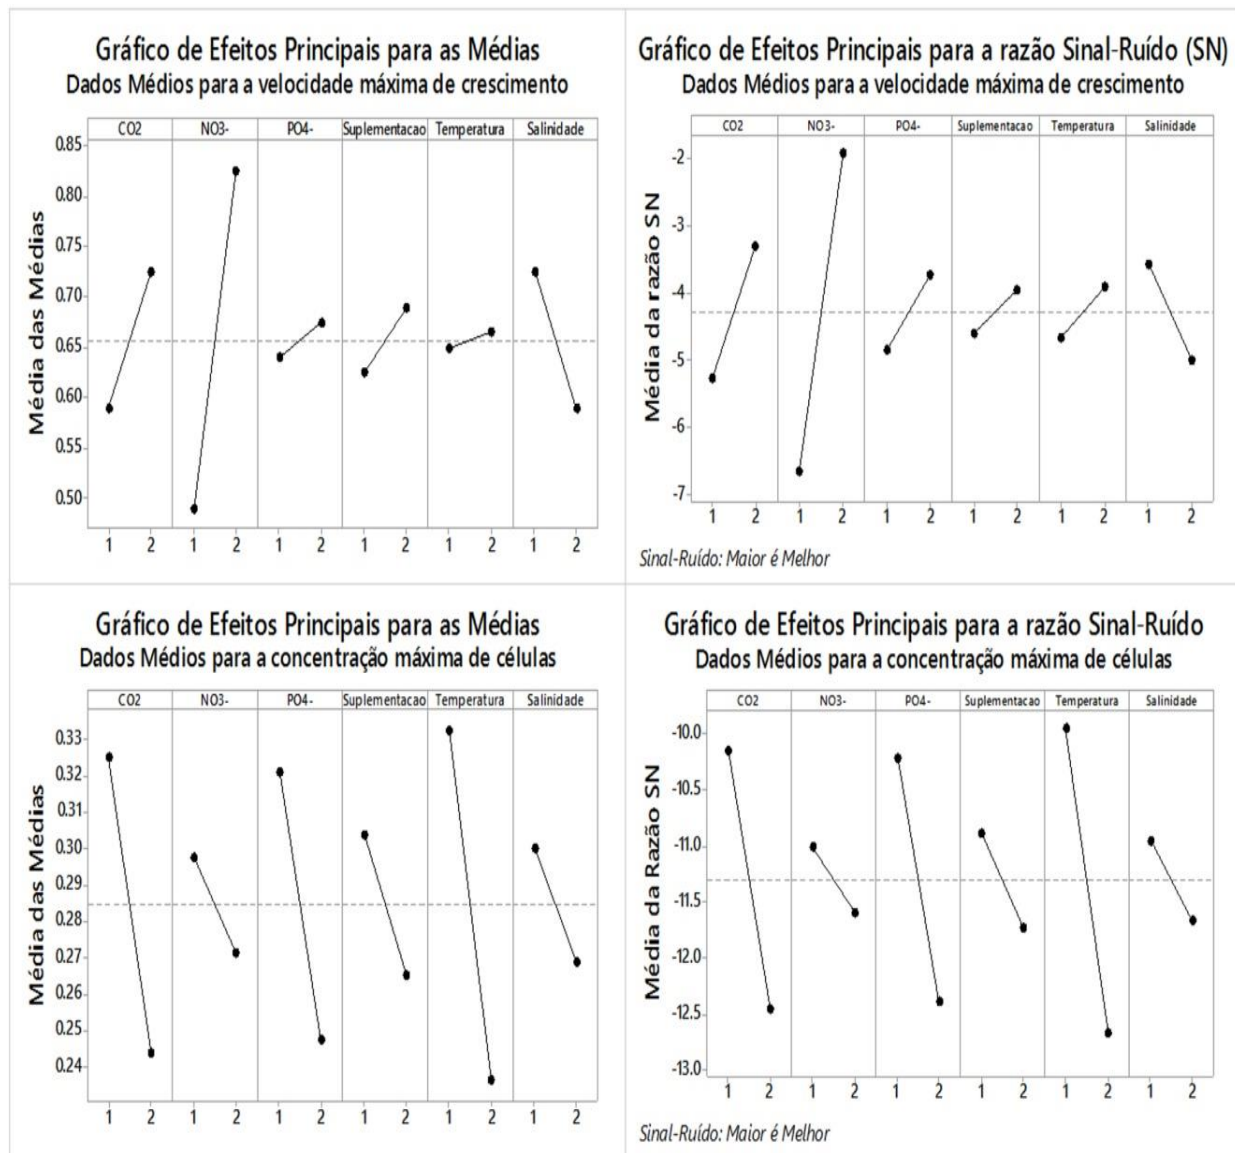 Gráfico de Efeitos Principais para as Médias
Dados Médios para a velocidade máxima de crescimento
CO2 NO3- PO4- Suplementacao Temperatura Salinidade
0.85
0.80
0.75
0.70
0.65
0.60
0.55
0.50
Média das Médias
1 2 1 2 1 2 1 2 1 2 1 2
Gráfico de Efeitos Principais para a razão Sinal-Ruído (SN)
Dados Médios para a velocidade máxima de crescimento
CO2 NO3- PO4- Suplementacao Temperatura Salinidade
-2
-3
-4
-5
-6
-7
Média da razão SN
1 2 1 2 1 2 1 2 1 2 1 2
Sinal-Ruído: Maior é Melhor
Gráfico de Efeitos Principais para as Médias
Dados Médios para a concentração máxima de células
CO2 NO3- PO4- Suplementacao Temperatura Salinidade
0.33
0.32
0.31
0.30
0.29
0.28
0.27
0.26
0.25
0.24
Média das Médias
1 2 1 2 1 2 1 2 1 2 1 2
Gráfico de Efeitos Principais para a razão Sinal-Ruído
Dados Médios para a concentração máxima de células
CO2 NO3- PO4- Suplementacao Temperatura Salinidade
-10.0
-10.5
-11.0
-11.5
-12.0
-12.5
-13.0
Média da Razão SN
1 2 1 2 1 2 1 2 1 2 1 2
Sinal-Ruído: Maior é Melhor